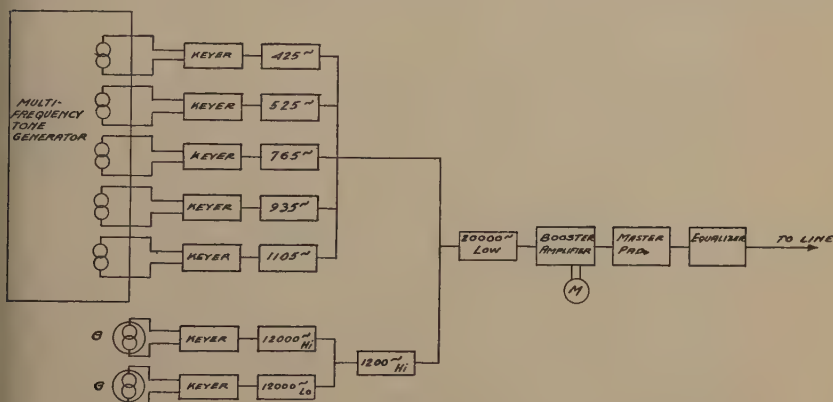 MULTI-
FREQUENCY
TONE
GENERATOR
KEYER
425~
KEYER
525~
KEYER
765~
KEYER
935~
KEYER
1105~
G
KEYER
12000~
Hi
G
KEYER
12000~
Lo
1200~
Hi
20000~
LOW
BOOSTER
AMPLIFIER
M
MASTER
PAD
EQUALIZER
TO LINE